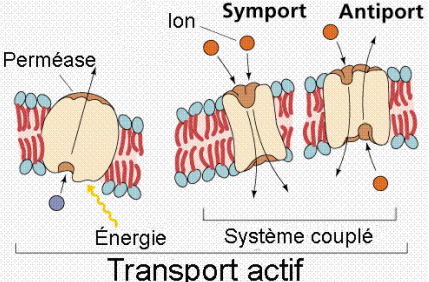 Symport
Antiport
Ion
Perméase
Énergie
Système couplé
Transport actif